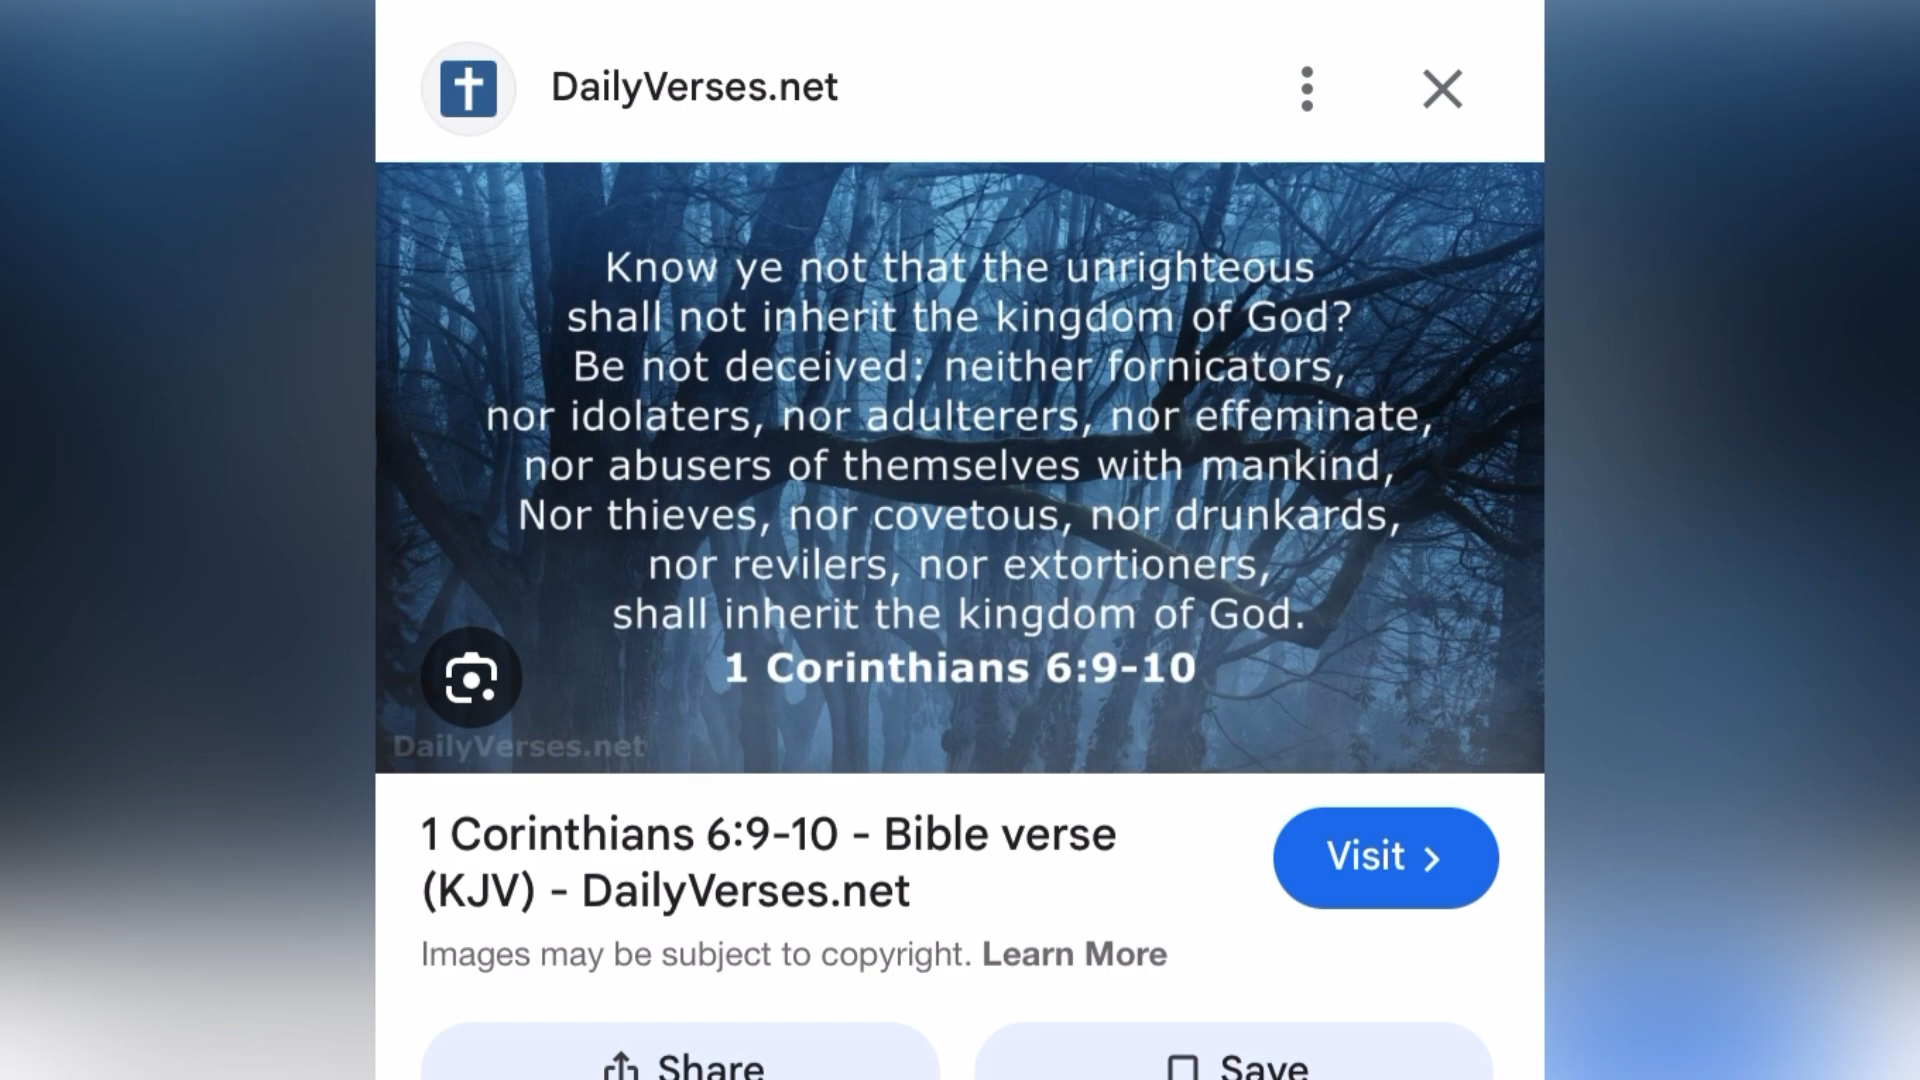 DailyVerses.net
Know ye not that the unrighteous
shall not inherit the kingdom of God?
Be not deceived: neither fornicators,
nor idolaters, nor adulterers, nor effeminate,
nor abusers of themselves with mankind,
Nor thieves, nor covetous, nor drunkards,
nor revilers, nor extortioners,
shall inherit the kingdom of God.
1 Corinthians 6:9-10
DailyVerses.net
1 Corinthians 6:9-10 - Bible verse
(KJV) - DailyVerses.net
Visit
Images may be subject to copyright. Learn More
Share
Save